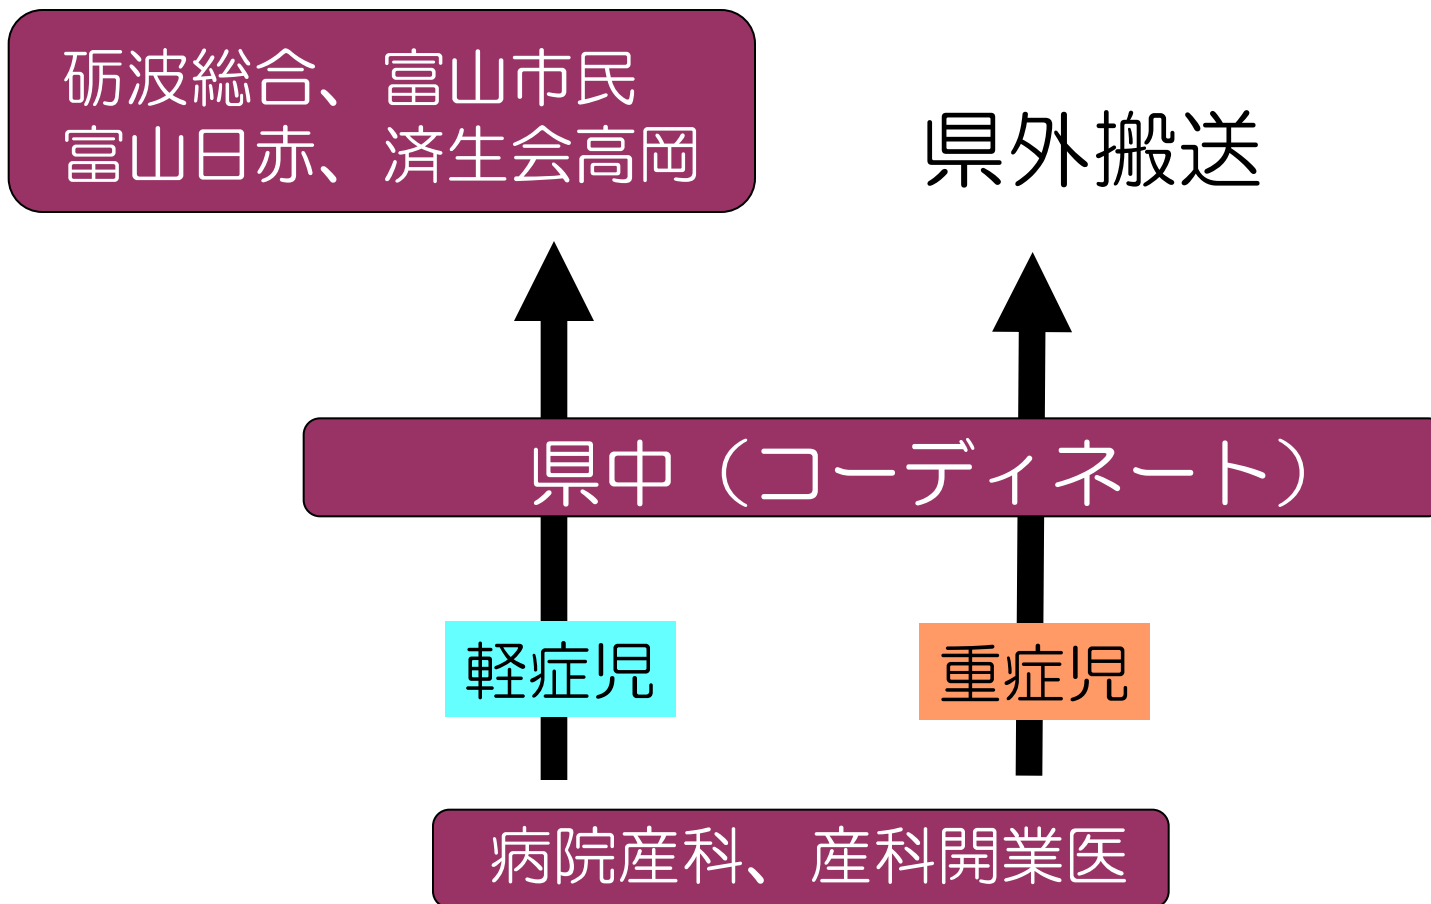 砺波総合、富山市民
富山日赤、済生会高岡
県外搬送
県中（コーディネート）
軽症児
重症児
病院産科、産科開業医